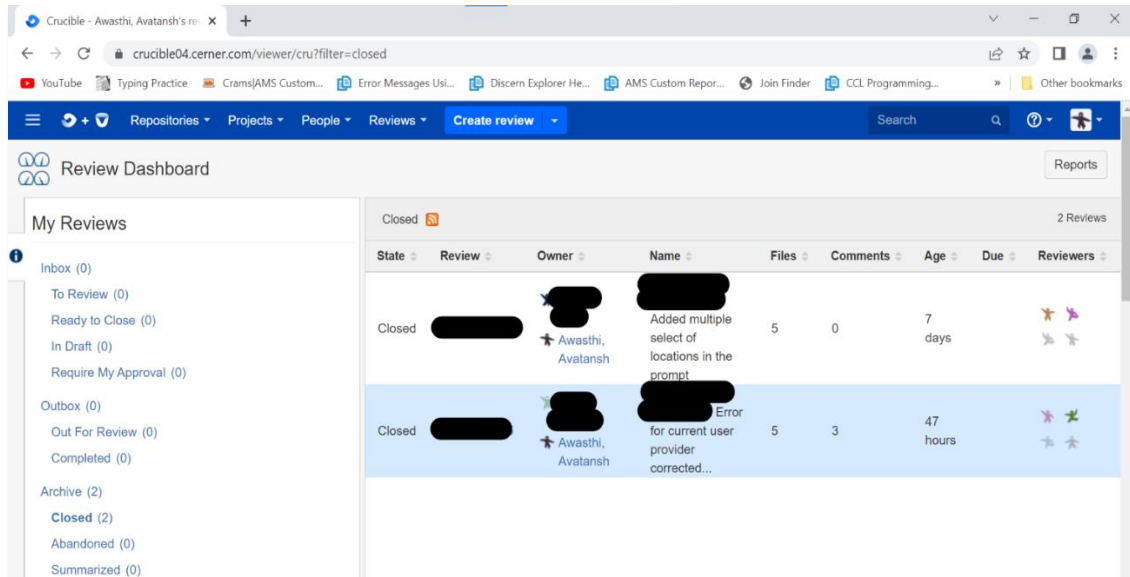 Crucible - Awasthi, Avatansh's re
crucible04.cerner.com/viewer/cru?filter=closed
YouTube Typing Practice Crams|AMS Custom... Error Messages Usi... Discern Explorer He... AMS Custom Repor... Join Finder CCL Programming... » Other bookmarks
+ Repositories Projects People Reviews Create review Search
Review Dashboard Reports
My Reviews
Closed 2 Reviews
State Review Owner Name Files Comments Age Due Reviewers
Inbox (0)
To Review (0)
Ready to Close (0)
In Draft (0)
Require My Approval (0)
Outbox (0)
Out For Review (0)
Completed (0)
Archive (2)
Closed (2)
Abandoned (0)
Summarized (0)
Closed
Awasthi,
Avatansh
Added multiple
select of
locations in the
prompt
5
0
7
days
Closed
Awasthi,
Avatansh
Error
for current user
provider
corrected...
5
3
47
hours